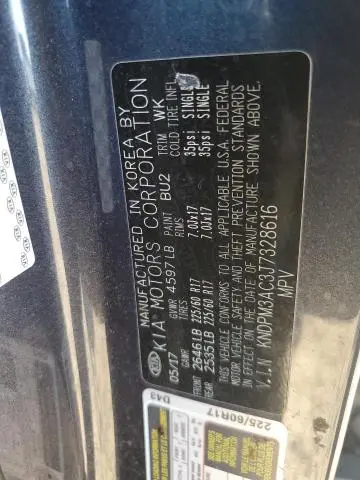 MANUFACTURED IN KOREA BY
KIA MOTORS CORPORATION
05/17 GVWR 4597LB PAINT BU2 TRIM WK
GAWR RIMS COLD TIRE INFL
FRONT 2646LB 225/60 R17 7.0Jx17 35psi SINGLE
REAR 2535LB 225/60 R17 7.0Jx17 35psi SINGLE
THIS VEHICLE CONFORMS TO ALL APPLICABLE U.S.A. FEDERAL
MOTOR VEHICLE SAFETY AND THEFT PREVENTION STANDARDS
IN EFFECT ON THE DATE OF MANUFACTURE SHOWN ABOVE.
V.I.N KNDPM3AC3J7328616
MPV
D43 225/60R17